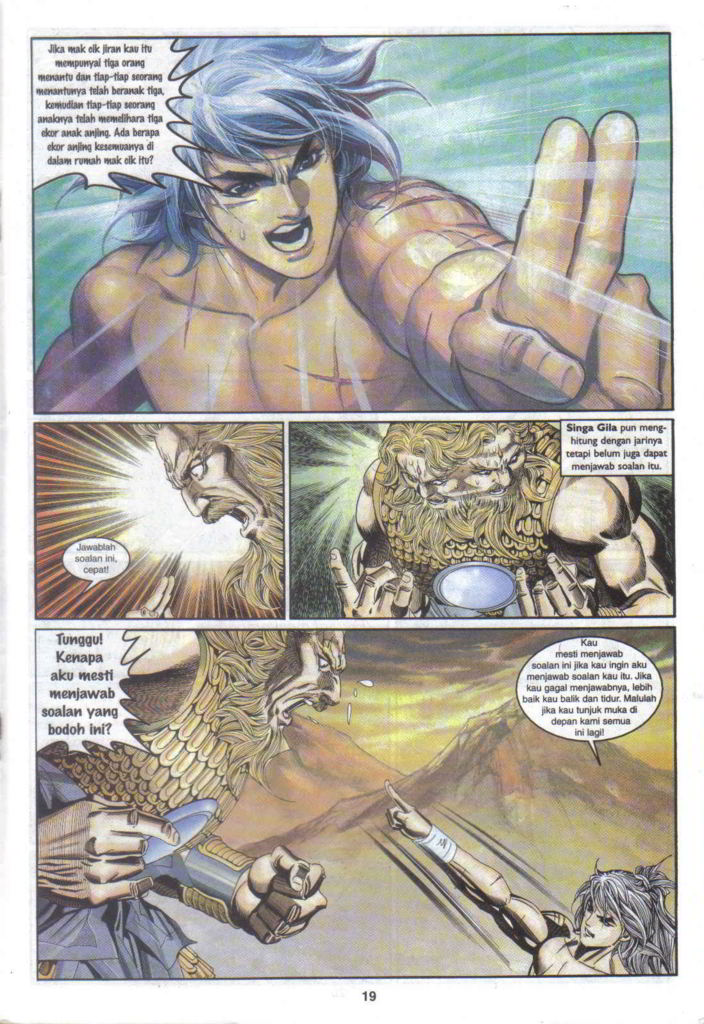 Jika mak cik jiran kau itu
mempunyai tiga orang
menantu dan tiap-tiap seorang
menantunya telah beranak tiga,
kemudian tiap-tiap seorang
anaknya telah memelihara tiga
ekor anak anjing. Ada berapa
ekor anjing kesemuanya di
dalam rumah mak cik itu?
Jawablah
soalan ini,
cepat!
Singa Gila pun meng-
hitung dengan jarinya
tetapi belum juga dapat
menjawab soalan itu.
Tunggu!
Kenapa
aku mesti
menjawab
soalan yang
bodoh ini?
Kau
mesti menjawab
soalan ini jika kau ingin aku
menjawab soalan kau itu. Jika
kau gagal menjawabnya, lebih
baik kau balik dan tidur. Malulah
jika kau tunjuk muka di
depan kami semua
ini lagi!
19